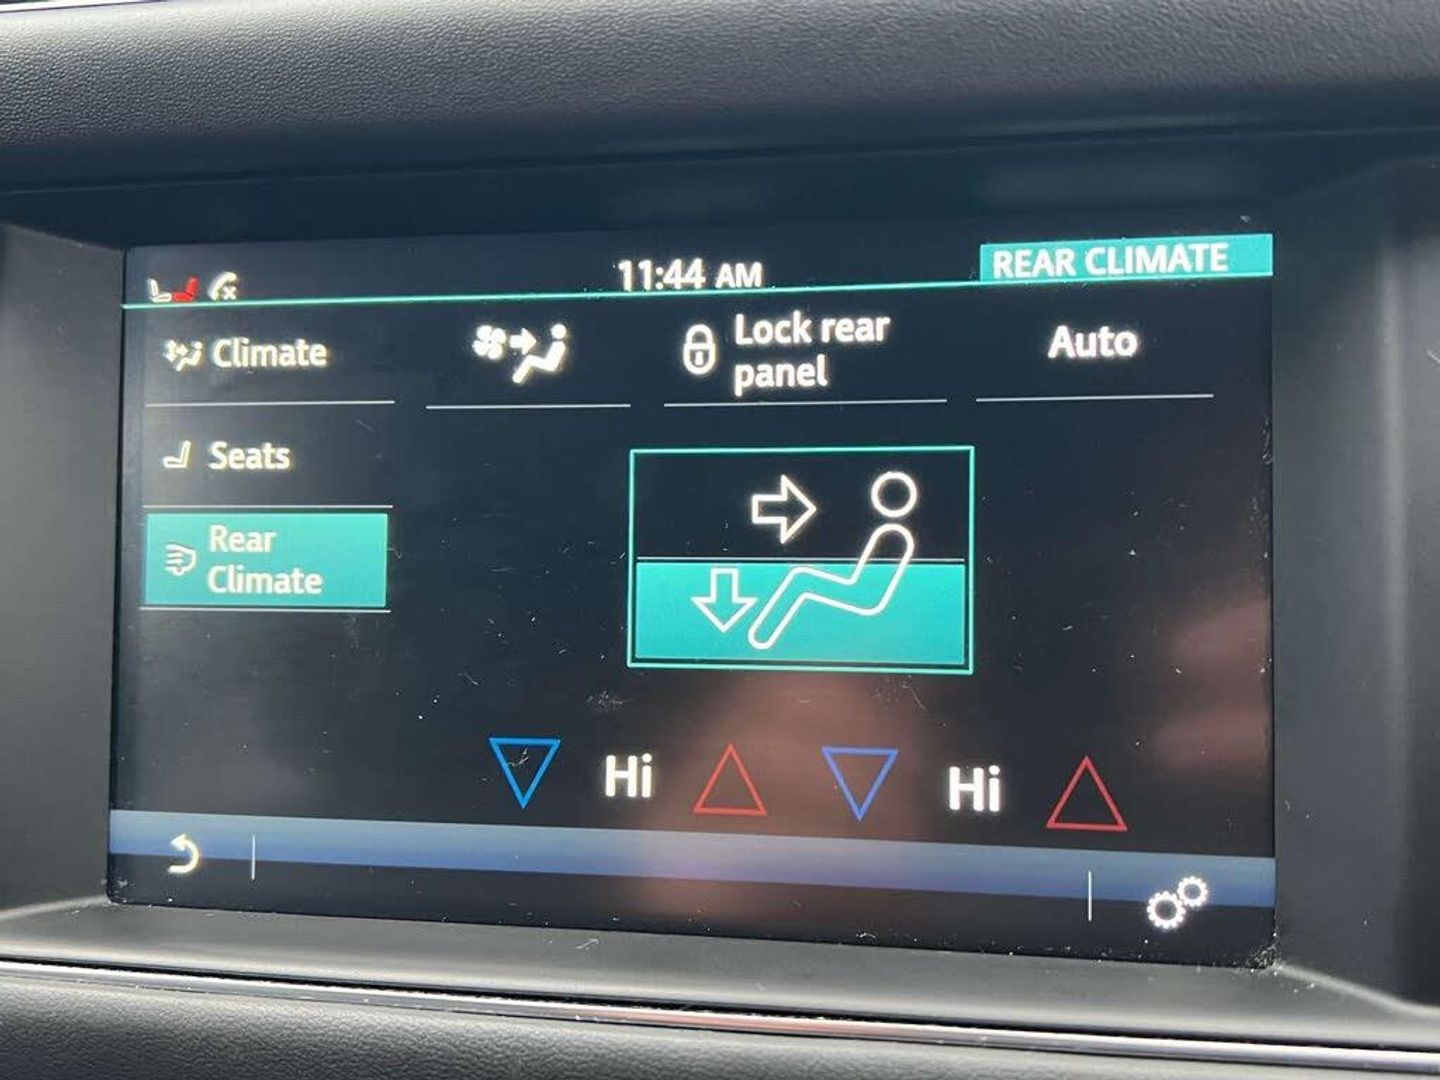 11:44 AM
REAR CLIMATE
Climate
Lock rear
panel
Auto
Seats
Rear
Climate
Hi
Hi